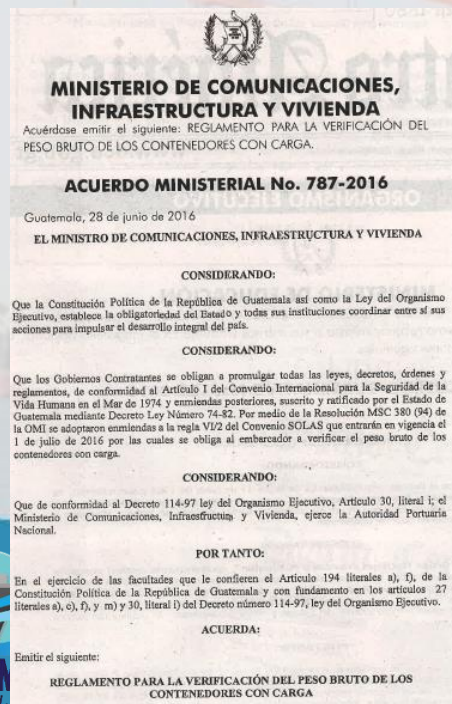 MINISTERIO DE COMUNICACIONES,
INFRAESTRUCTURA Y VIVIENDA
Acuérdase emitir el siguiente: REGLAMENTO PARA LA VERIFICACIÓN DEL
PESO BRUTO DE LOS CONTENEDORES CON CARGA.
ACUERDO MINISTERIAL No. 787-2016
Guatemala, 28 de junio de 2016
EL MINISTRO DE COMUNICACIONES, INFRAESTRUCTURA Y VIVIENDA
CONSIDERANDO:
Que la Constitución Política de la República de Guatemala así como la Ley del Organismo
Ejecutivo, establece la obligatoriedad del Estado y todas sus instituciones coordinar entre sí sus
acciones para impulsar el desarrollo integral del país.
CONSIDERANDO:
Que los Gobiernos Contratantes se obligan a promulgar todas las leyes, decretos, órdenes y
reglamentos, de conformidad al Artículo I del Convenio Internacional para la Seguridad de la
Vida Humana en el Mar de 1974 y enmiendas posteriores, suscrito y ratificado por el Estado de
Guatemala mediante Decreto Ley Número 74-82. Por medio de la Resolución MSC 380 (94) de
la OMI se adoptaron enmiendas a la regla VI/2 del Convenio SOLAS que entrarán en vigencia el
1 de julio de 2016 por las cuales se obliga al embarcador a verificar el peso bruto de los
contenedores con carga.
CONSIDERANDO:
Que de conformidad al Decreto 114-97 ley del Organismo Ejecutivo, Artículo 30, literal i; el
Ministerio de Comunicaciones, Infraestructura y Vivienda, ejerce la Autoridad Portuaria
Nacional.
POR TANTO:
En el ejercicio de las facultades que le confieren el Artículo 194 literales a), f), de la
Constitución Política de la República de Guatemala y con fundamento en los artículos 27
literales a), c), f), y m) y 30, literal i) del Decreto número 114-97, ley del Organismo Ejecutivo.
ACUERDA:
Emitir el siguiente:
REGLAMENTO PARA LA VERIFICACIÓN DEL PESO BRUTO DE LOS
CONTENEDORES CON CARGA